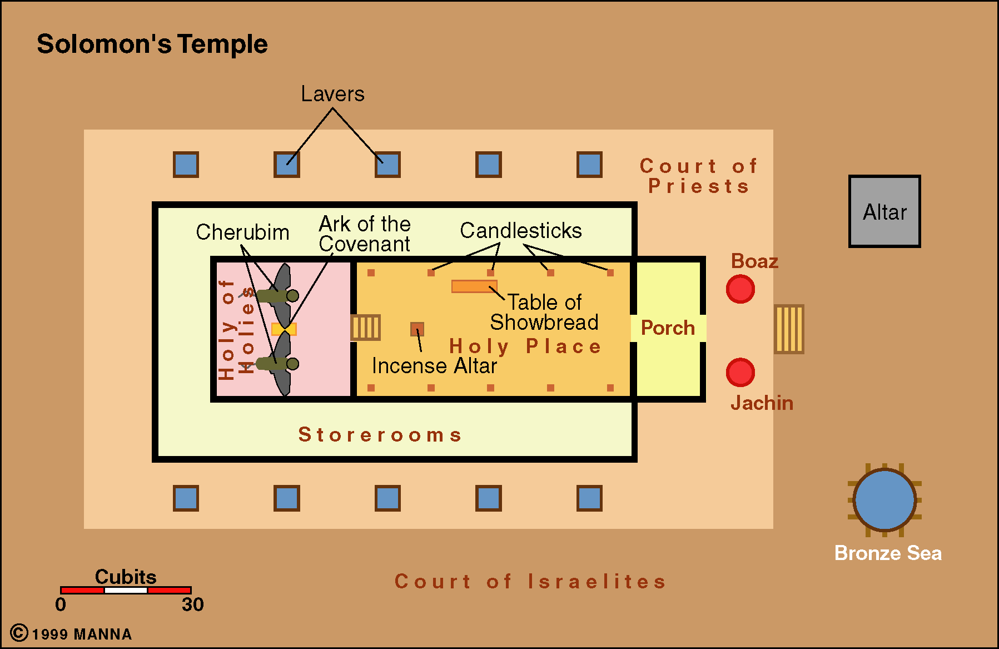 Solomon's Temple
Lavers
Court of
Priests
Altar
Cherubim
Ark of the
Covenant
Candlesticks
Boaz
Holy of
Holies
Table of
Showbread
Porch
Holy Place
Incense Altar
Jachin
Storerooms
Bronze Sea
Cubits
0 30
Court of Israelites
© 1999 MANNA